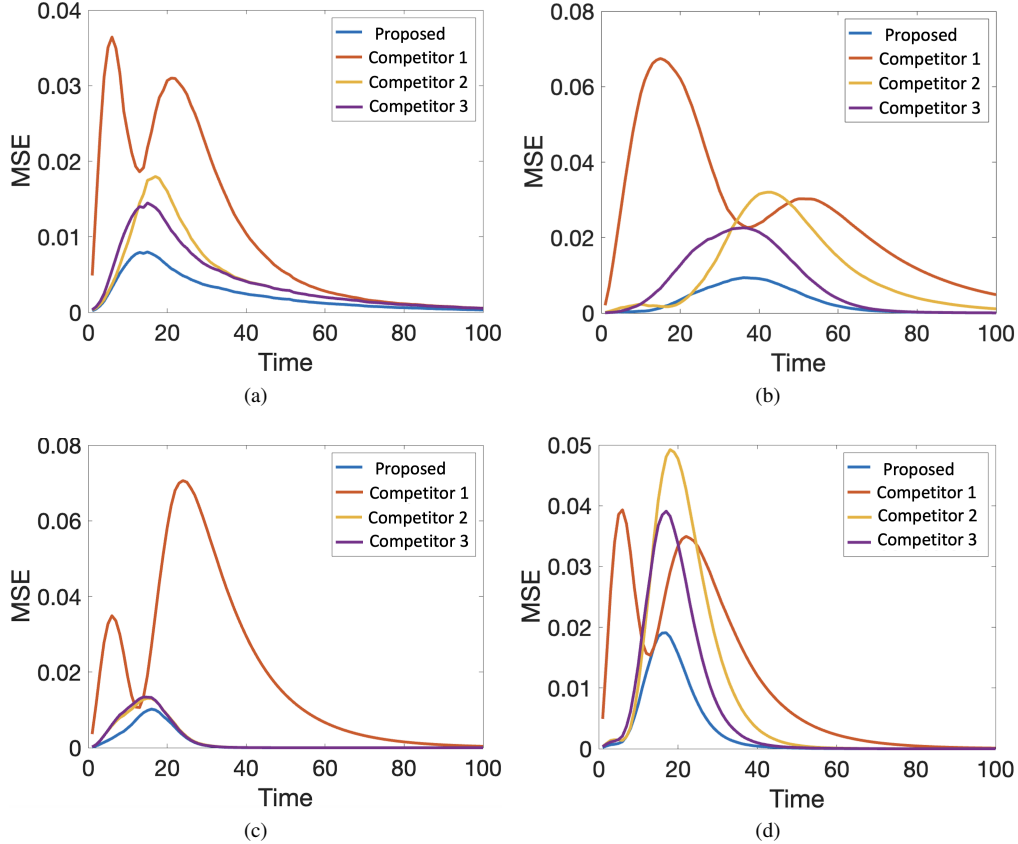 0.04
0.03
0.02
0.01
0
MSE
0 20 40 60 80 100
Time
Proposed
Competitor 1
Competitor 2
Competitor 3
(a)
0.08
0.06
0.04
0.02
0
MSE
0 20 40 60 80 100
Time
Proposed
Competitor 1
Competitor 2
Competitor 3
(b)
0.08
0.06
0.04
0.02
0
MSE
0 20 40 60 80 100
Time
Proposed
Competitor 1
Competitor 2
Competitor 3
(c)
0.05
0.04
0.03
0.02
0.01
0
MSE
0 20 40 60 80 100
Time
Proposed
Competitor 1
Competitor 2
Competitor 3
(d)